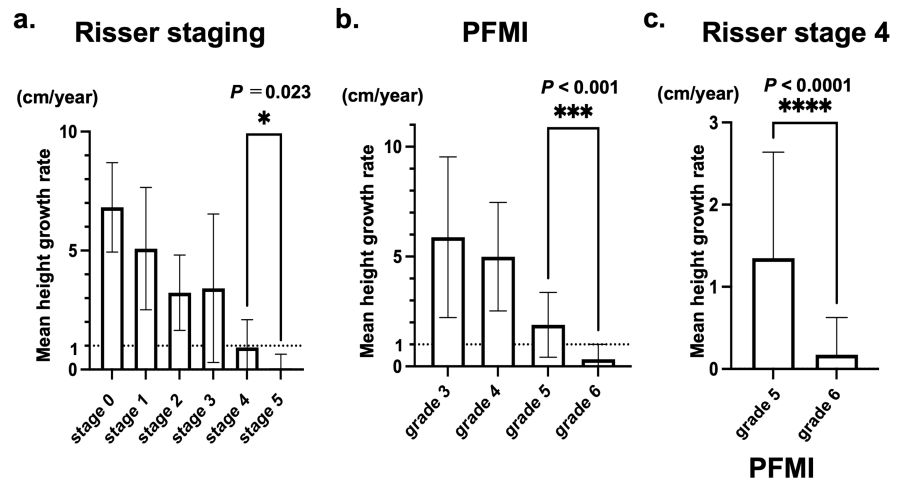 a.
Risser staging
(cm/year)
P = 0.023
*
Mean height growth rate
10
5
1
0
stage 0
stage 1
stage 2
stage 3
stage 4
stage 5
b.
PFMI
(cm/year)
P < 0.001
***
Mean height growth rate
10
5
1
0
grade 3
grade 4
grade 5
grade 6
c.
Risser stage 4
(cm/year)
P < 0.0001
****
Mean height growth rate
3
2
1
0
grade 5
grade 6
PFMI